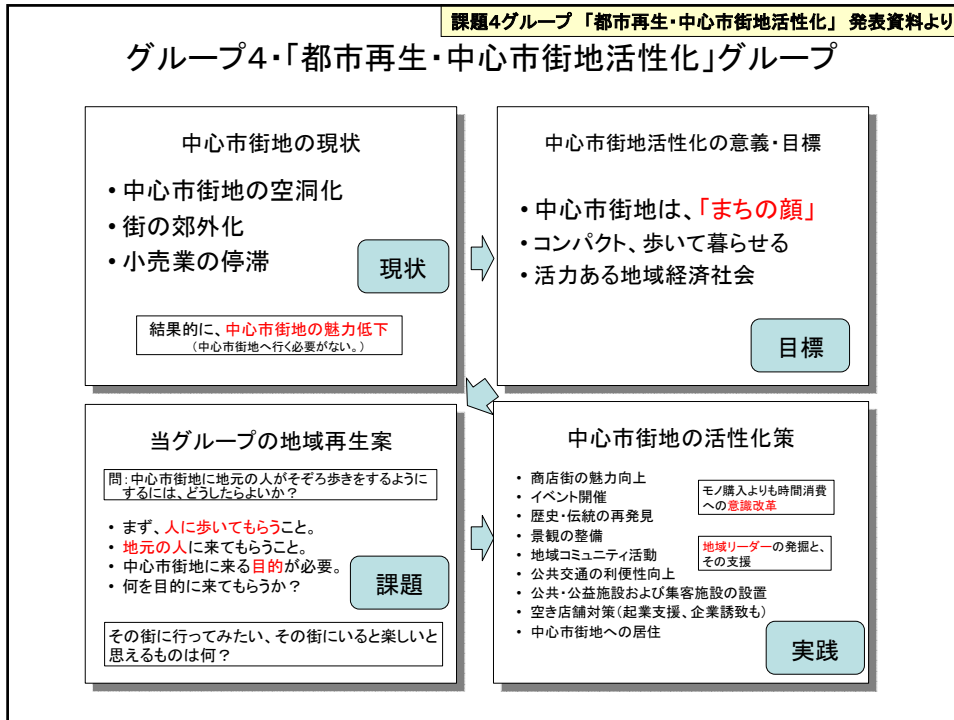 課題4グループ 「都市再生・中心市街地活性化」 発表資料より
グループ4・「都市再生・中心市街地活性化」グループ
中心市街地の現状
• 中心市街地の空洞化
• 街の郊外化
• 小売業の停滞
現状
結果的に、中心市街地の魅力低下
（中心市街地へ行く必要がない。）
中心市街地活性化の意義・目標
• 中心市街地は、「まちの顔」
• コンパクト、歩いて暮らせる
• 活力ある地域経済社会
目標
当グループの地域再生案
問：中心市街地に地元の人がそぞろ歩きをするように
するには、どうしたらよいか？
• まず、人に歩いてもらうこと。
• 地元の人に来てもらうこと。
• 中心市街地に来る目的が必要。
• 何を目的に来てもらうか？
課題
その街に行ってみたい、その街にいると楽しいと
思えるものは何？
中心市街地の活性化策
• 商店街の魅力向上
• イベント開催
• 歴史・伝統の再発見
• 景観の整備
• 地域コミュニティ活動
• 公共交通の利便性向上
• 公共・公益施設および集客施設の設置
• 空き店舗対策（起業支援、企業誘致も）
• 中心市街地への居住
モノ購入よりも時間消費
への意識改革
地域リーダーの発掘と、
その支援
実践